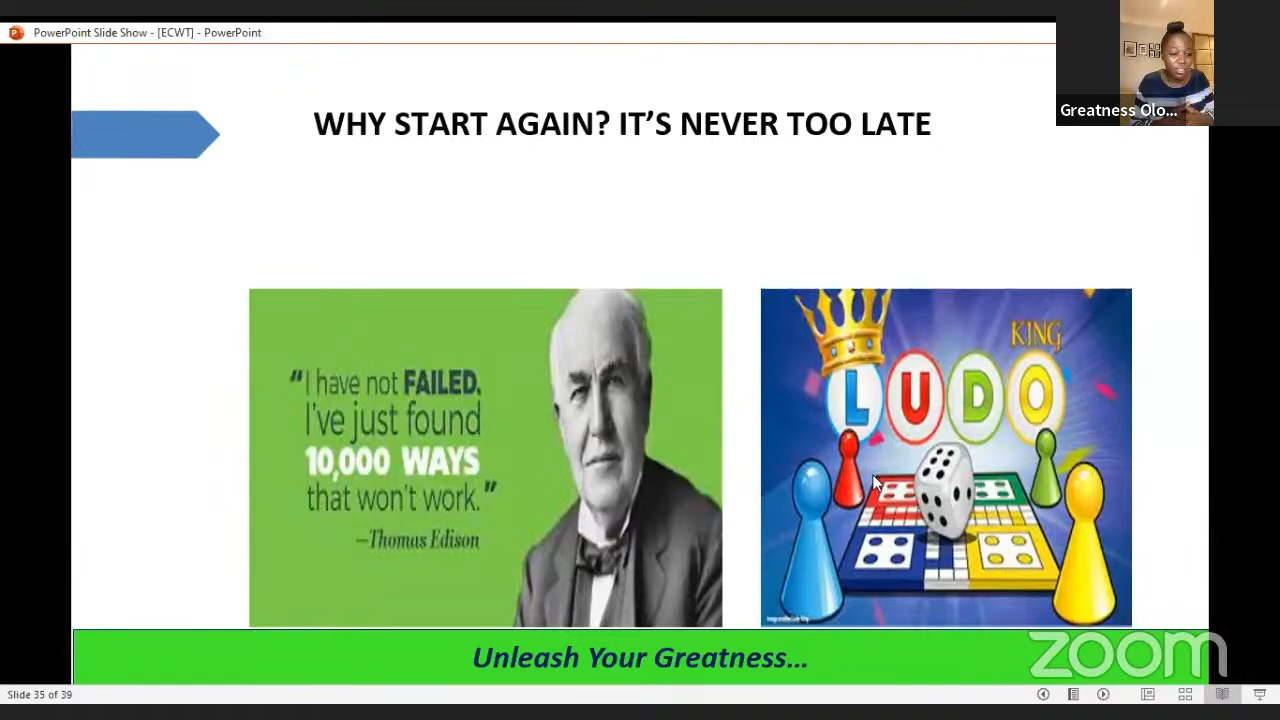 PowerPoint Slide Show - [ECWT] - PowerPoint
Greatness Olo...
WHY START AGAIN? IT'S NEVER TOO LATE
“I have not FAILED.
I've just found
10,000 WAYS
that won't work.”
—Thomas Edison
KING
LUDO
Unleash Your Greatness...
zoom
Slide 35 of 39